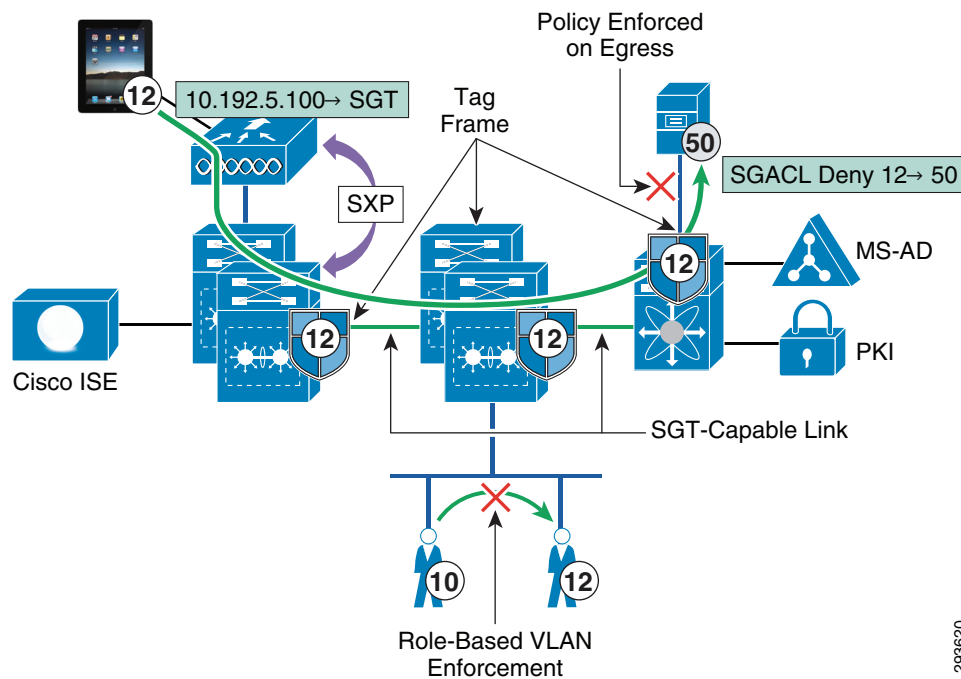 Policy Enforced
on Egress
12
10.192.5.100→ SGT
Tag
Frame
50
SGACL Deny 12→ 50
SXP
12
MS-AD
12
12
Cisco ISE
PKI
SGT-Capable Link
10
12
Role-Based VLAN
Enforcement
293620